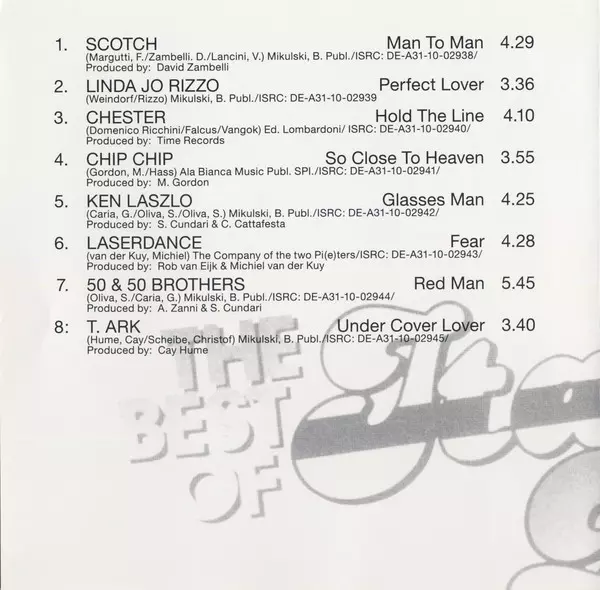 1. SCOTCH Man To Man 4.29
(Margutti, F./Zambelli. D./Lancini, V.) Mikulski, B. Publ./ISRC: DE-A31-10-02938/
Produced by: David Zambelli
2. LINDA JO RIZZO Perfect Lover 3.36
(Weindorf/Rizzo) Mikulski, B. Publ./ISRC: DE-A31-10-02939
3. CHESTER Hold The Line 4.10
(Domenico Ricchini/Falcus/Vangok) Ed. Lombardoni/ ISRC: DE-A31-10-02940/
Produced by: Time Records
4. CHIP CHIP So Close To Heaven 3.55
(Gordon, M./Hass) Ala Bianca Music Publ. SPI./ISRC: DE-A31-10-02941/
Produced by: M. Gordon
5. KEN LASZLO Glasses Man 4.25
(Caria, G./Oliva, S./Oliva, S.) Mikulski, B. Publ./ISRC: DE-A31-10-02942/
Produced by: S. Cundari & C. Cattafesta
6. LASERDANCE Fear 4.28
(van der Kuy, Michiel) The Company of the two Pi(e)ters/ISRC: DE-A31-10-02943/
Produced by: Rob van Eijk & Michiel van der Kuy
7. 50 & 50 BROTHERS Red Man 5.45
(Oliva, S./Caria, G.) Mikulski, B. Publ./ISRC: DE-A31-10-02944/
Produced by: A. Zanni & S. Cundari
8: T. ARK Under Cover Lover 3.40
(Hume, Cay/Scheibe, Christof) Mikulski, B. Publ./ISRC: DE-A31-10-02945/
Produced by: Cay Hume
THE
BEST
OF
Ita